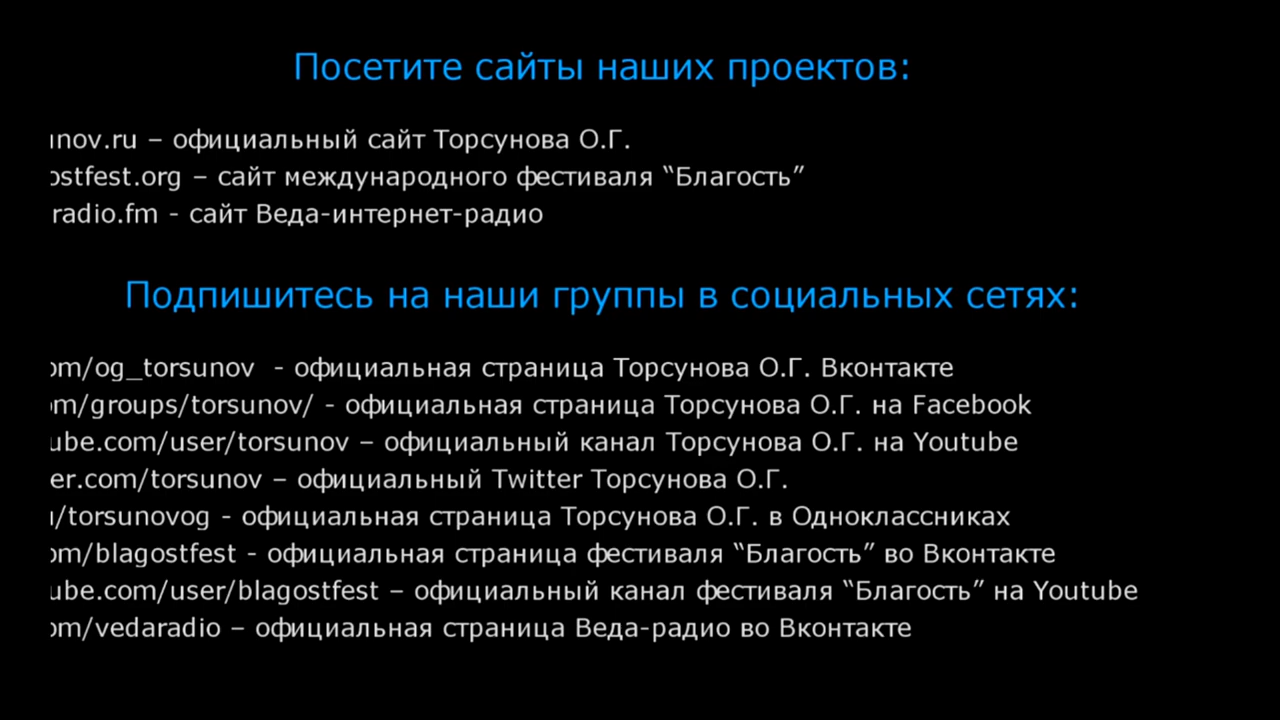 Посетите сайты наших проектов:
unov.ru – официальный сайт Торсунова О.Г.
ostfest.org – сайт международного фестиваля “Благость”
radio.fm - сайт Веда-интернет-радио
Подпишитесь на наши группы в социальных сетях:
om/og_torsunov - официальная страница Торсунова О.Г. Вконтакте
om/groups/torsunov/ - официальная страница Торсунова О.Г. на Facebook
ube.com/user/torsunov – официальный канал Торсунова О.Г. на Youtube
er.com/torsunov – официальный Twitter Торсунова О.Г.
u/torsunovog - официальная страница Торсунова О.Г. в Одноклассниках
om/blagostfest - официальная страница фестиваля “Благость” во Вконтакте
ube.com/user/blagostfest – официальный канал фестиваля “Благость” на Youtube
om/vedaradio – официальная страница Веда-радио во Вконтакте